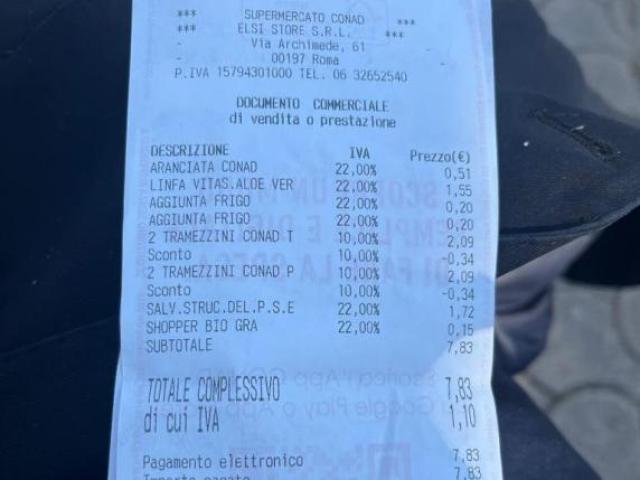 *** SUPERMERCATO CONAD ***
*** ELSI STORE S.R.L. ***
- Via Archimede, 61
- 00197 Roma
P.IVA 15794301000 TEL. 06 32652540
DOCUMENTO COMMERCIALE
di vendita o prestazione
DESCRIZIONE IVA Prezzo(€)
ARANCIATA CONAD 22,00% 0,51
LINFA VITAS.ALOE VER 22,00% 1,55
AGGIUNTA FRIGO 22,00% 0,20
AGGIUNTA FRIGO 22,00% 0,20
2 TRAMEZZINI CONAD T 10,00% 2,09
Sconto 10,00% -0,34
2 TRAMEZZINI CONAD P 10,00% 2,09
Sconto 10,00% -0,34
SALV.STRUC.DEL.P.S.E 22,00% 1,72
SHOPPER BIO GRA 22,00% 0,15
SUBTOTALE 7,83
TOTALE COMPLESSIVO 7,83
di cui IVA 1,10
Pagamento elettronico 7,83
Importo pagato 7,83